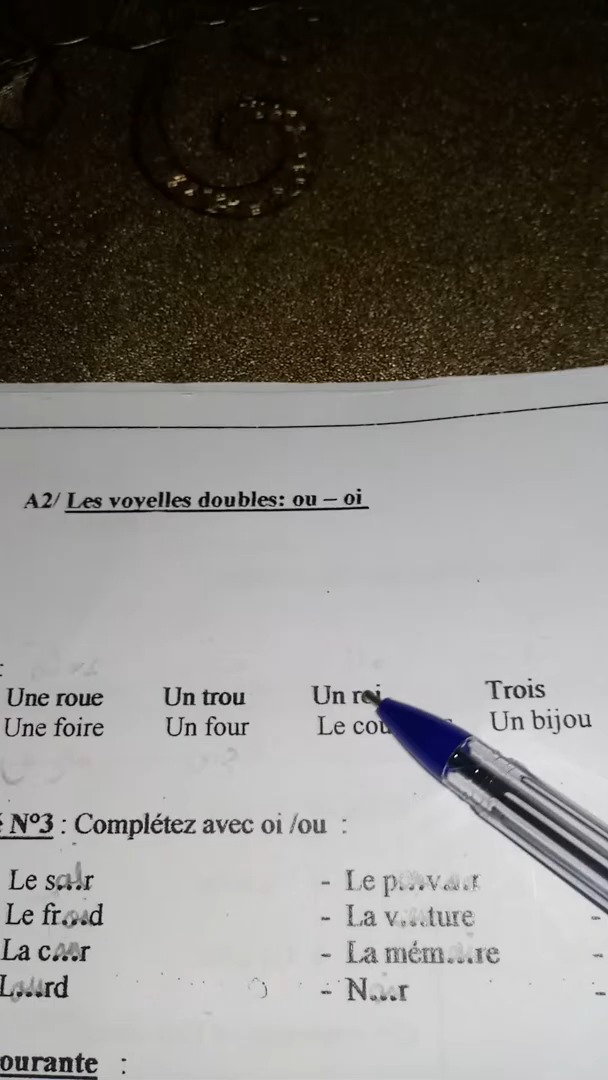 A2/ Les voyelles doubles: ou – oi
Une roue Un trou Un roi Trois
Une foire Un four Le Un bijou
N°3 : Complétez avec oi /ou :
Le s...r - Le p...v...r
Le fr...d - La v...ture
La c...r - La mém...re
L...rd - N...r
ourante :